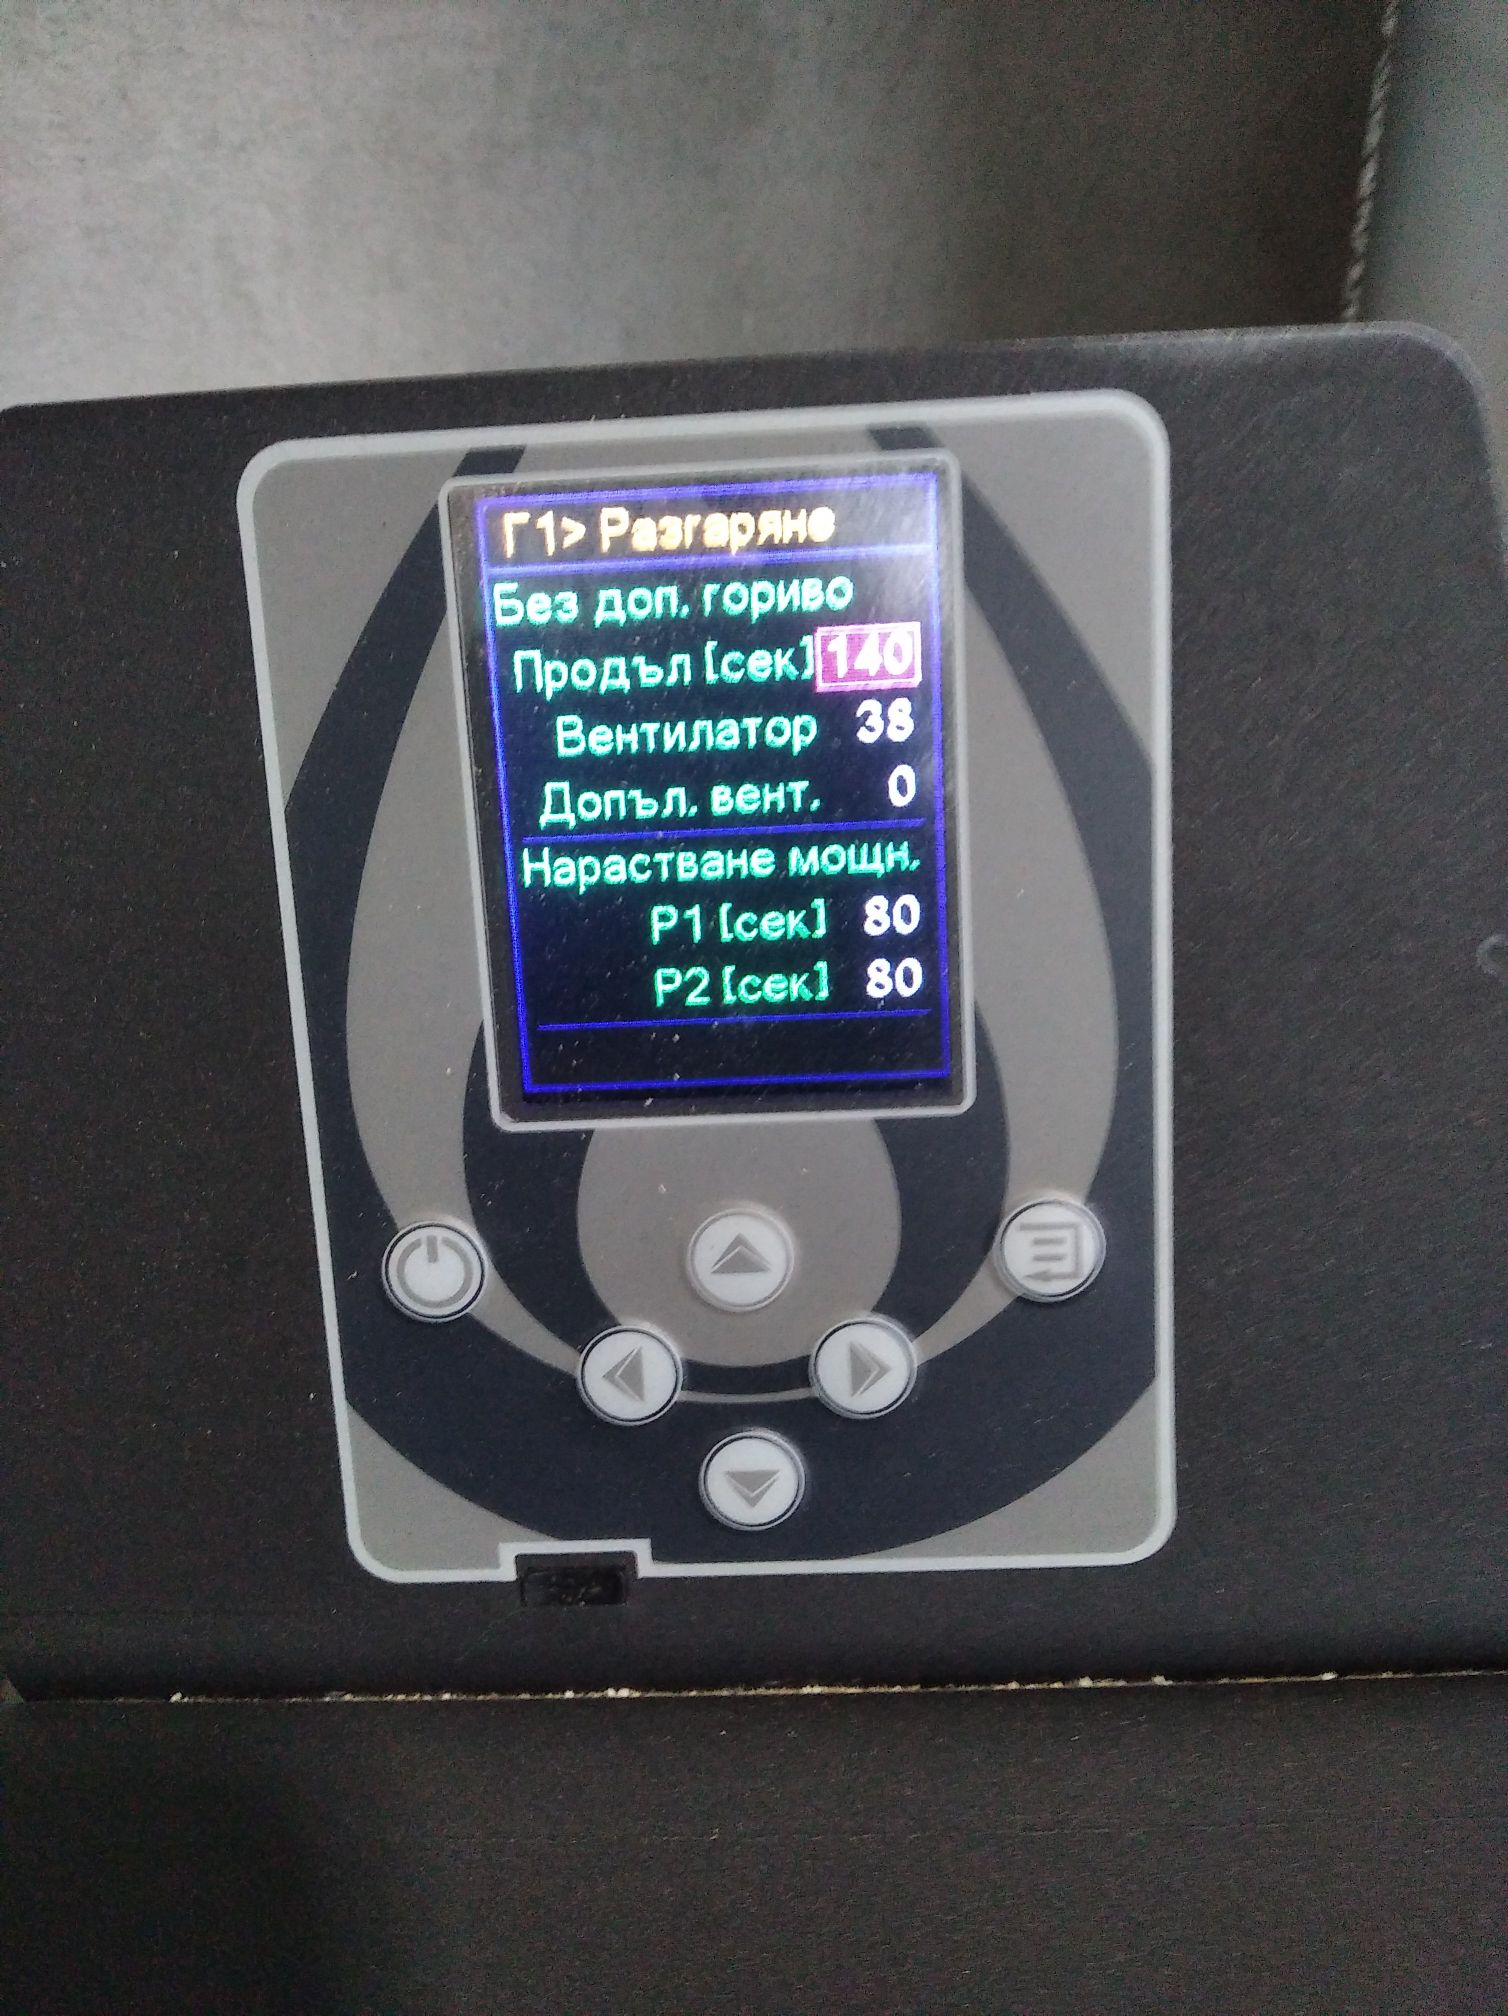 Г1> Разгаряне
Без доп. гориво
Продъл [сек] 140
Вентилатор 38
Допъл. вент. 0
Нарастване мощн.
P1 [сек] 80
P2 [сек] 80